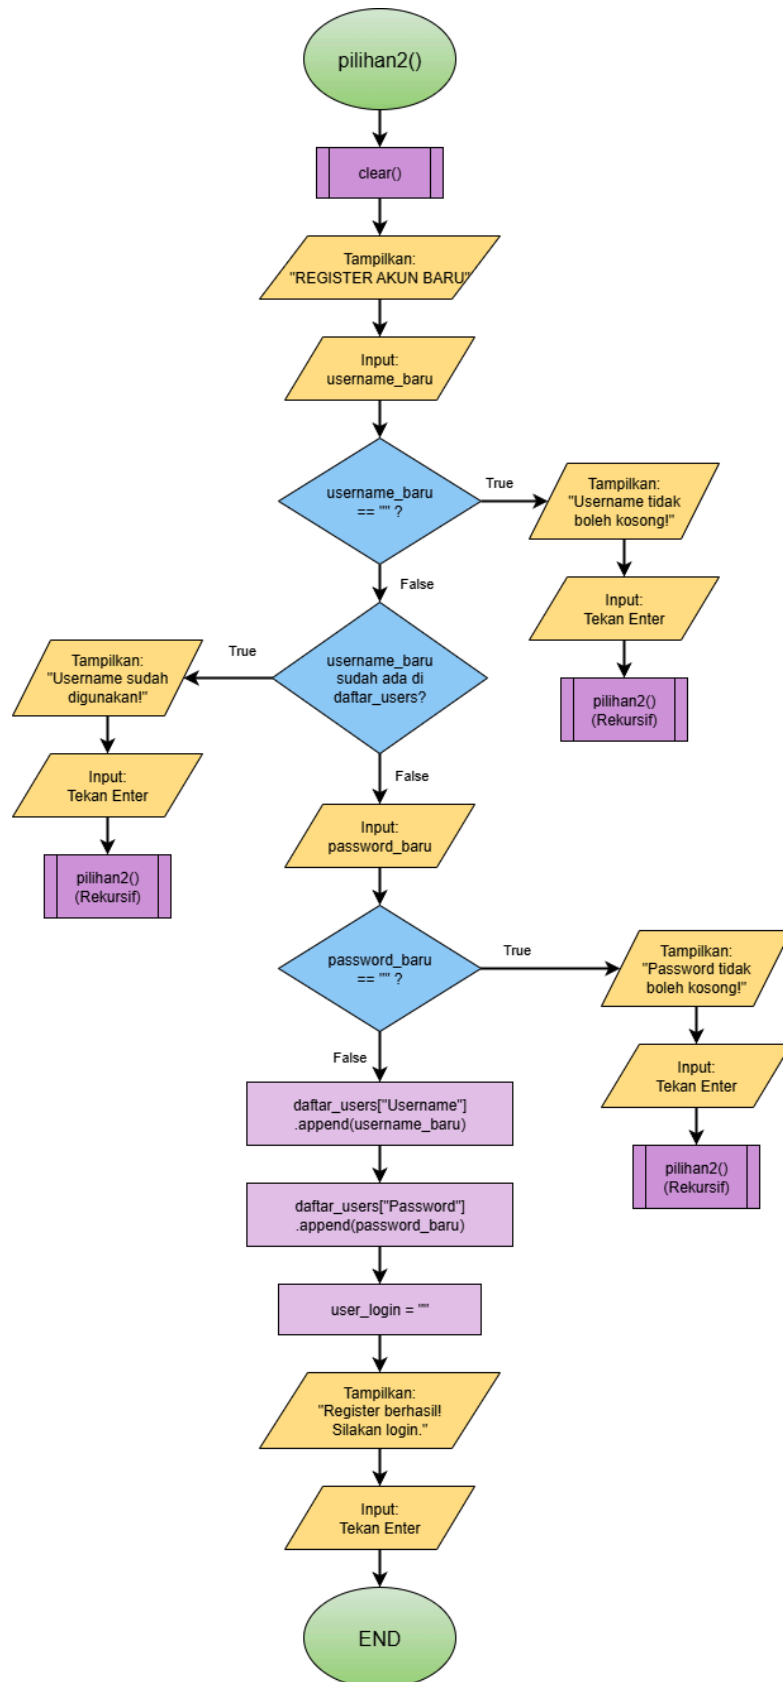 pilihan2()
clear()
Tampilkan:
"REGISTER AKUN BARU"
Input:
username_baru
username_baru
== "" ?
True
Tampilkan:
"Username tidak
boleh kosong!"
Input:
Tekan Enter
pilihan2()
(Rekursif)
False
username_baru
sudah ada di
daftar_users?
True
Tampilkan:
"Username sudah
digunakan!"
Input:
Tekan Enter
pilihan2()
(Rekursif)
False
Input:
password_baru
password_baru
== "" ?
True
Tampilkan:
"Password tidak
boleh kosong!"
Input:
Tekan Enter
pilihan2()
(Rekursif)
False
daftar_users["Username"]
.append(username_baru)
daftar_users["Password"]
.append(password_baru)
user_login = ""
Tampilkan:
"Register berhasil!
Silakan login."
Input:
Tekan Enter
END